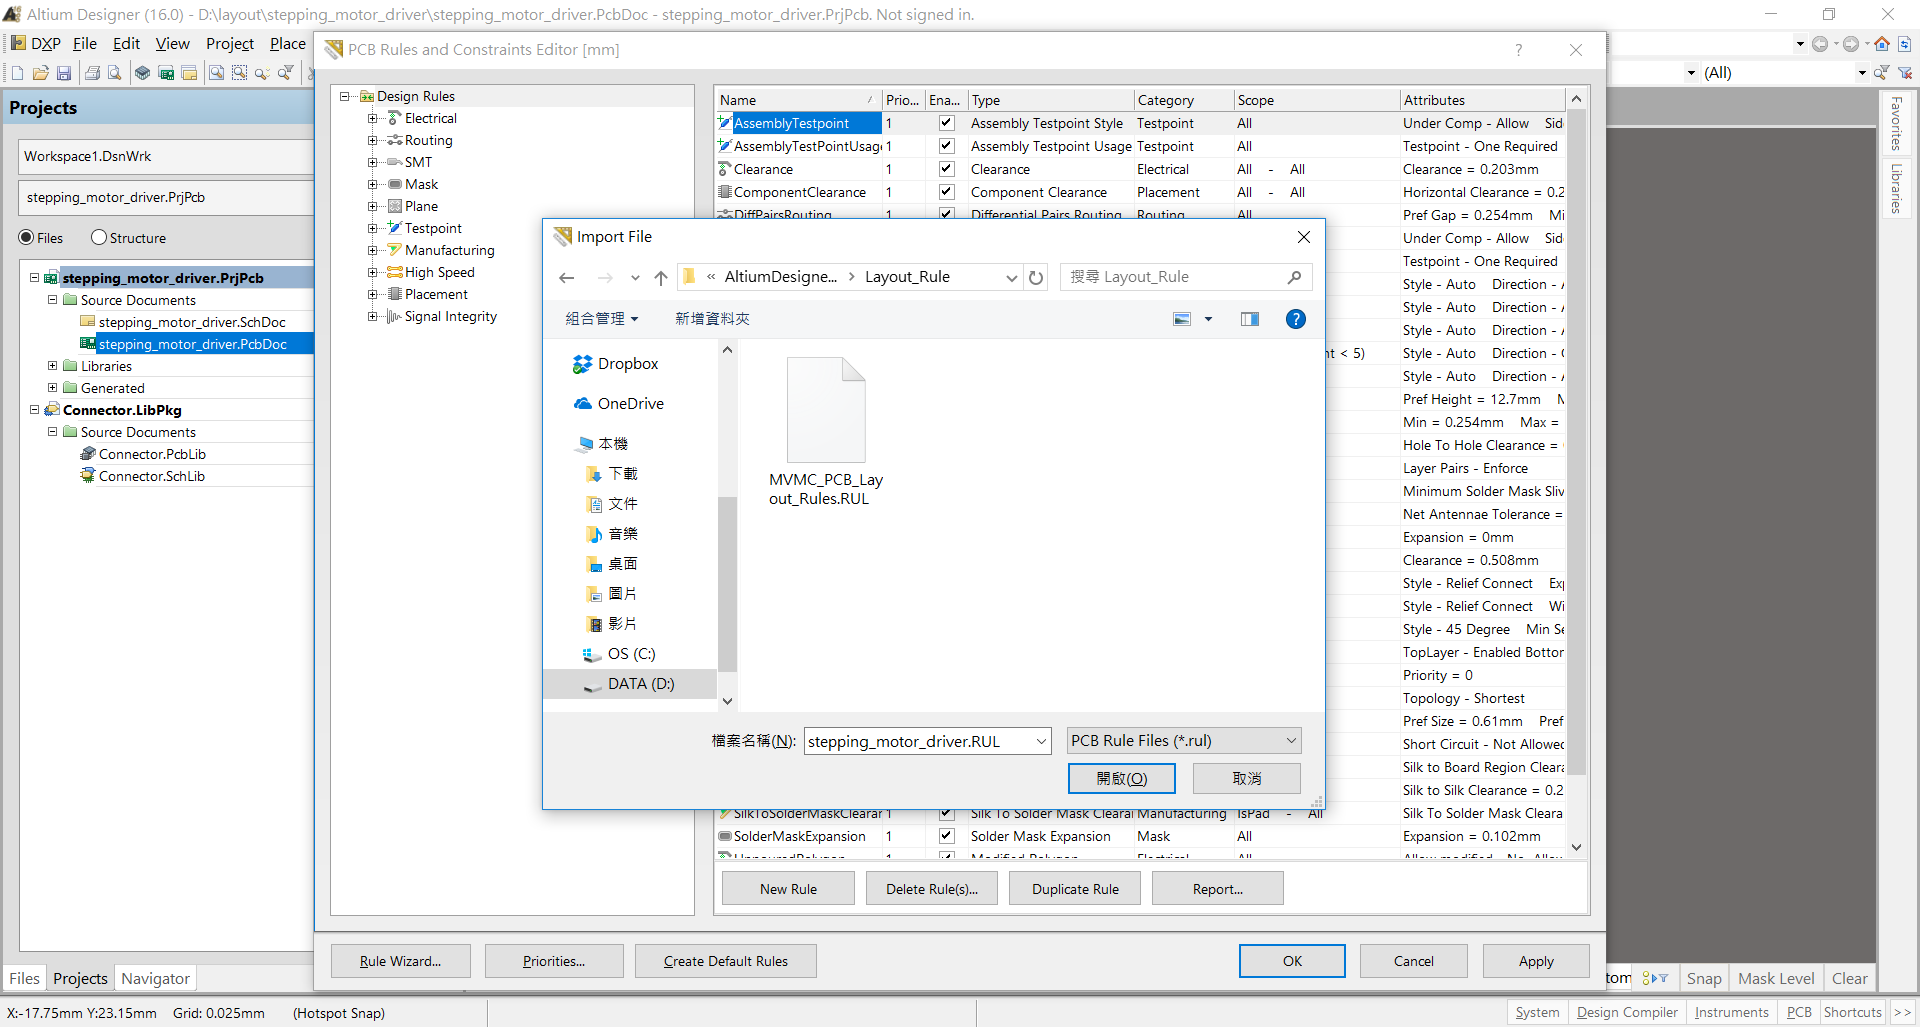 Altium Designer (16.0) - D:\layout\stepping_motor_driver\stepping_motor_driver.PcbDoc - stepping_motor_driver.PrjPcb. Not signed in.
DXP File Edit View Project Place
(All)
Projects
Workspace1.DsnWrk
stepping_motor_driver.PrjPcb
Files Structure
stepping_motor_driver.PrjPcb
Source Documents
stepping_motor_driver.SchDoc
stepping_motor_driver.PcbDoc
Libraries
Generated
Connector.LibPkg
Source Documents
Connector.PcbLib
Connector.SchLib
Files Projects Navigator
PCB Rules and Constraints Editor [mm]
?
Design Rules
Electrical
Routing
SMT
Mask
Plane
Testpoint
Manufacturing
High Speed
Placement
Signal Integrity
Name Prio... Ena... Type Category Scope Attributes
AssemblyTestpoint 1 Assembly Testpoint Style Testpoint All Under Comp - Allow Sid
AssemblyTestPointUsag 1 Assembly Testpoint Usage Testpoint All Testpoint - One Required
Clearance 1 Clearance Electrical All - All Clearance = 0.203mm
ComponentClearance 1 Component Clearance Placement All - All Horizontal Clearance = 0.2
DiffPairsRouting 1 Differential Pairs Routing Routing All Pref Gap = 0.254mm Mi
Under Comp - Allow Sid
Testpoint - One Required
Style - Auto Direction - A
Style - Auto Direction - A
Style - Auto Direction - A
nt < 5) Style - Auto Direction - C
Style - Auto Direction - A
Pref Height = 12.7mm M
Min = 0.254mm Max =
Hole To Hole Clearance =
Layer Pairs - Enforce
Minimum Solder Mask Sliv
Net Antennae Tolerance =
Expansion = 0mm
Clearance = 0.508mm
Style - Relief Connect Exp
Style - Relief Connect Wi
Style - 45 Degree Min Se
TopLayer - Enabled Bottor
Priority = 0
Topology - Shortest
Pref Size = 0.61mm Pref
Short Circuit - Not Allowed
Silk to Board Region Cleara
Silk to Silk Clearance = 0.2
SilkToSolderMaskClearan 1 Silk To Solder Mask Clearan Manufacturing IsPad - All Silk To Solder Mask Cleara
SolderMaskExpansion 1 Solder Mask Expansion Mask All Expansion = 0.102mm
UnpouredPolygon 1 Modified Polygon Electrical All Allow modified - No Allow
Import File
« AltiumDesigne... > Layout_Rule
搜尋 Layout_Rule
組合管理 新增資料夾
?
Dropbox
OneDrive
本機
下載
文件
音樂
桌面
圖片
影片
OS (C:)
DATA (D:)
MVMC_PCB_Lay
out_Rules.RUL
檔案名稱(N): stepping_motor_driver.RUL PCB Rule Files (*.rul)
開啟(O) 取消
New Rule Delete Rule(s)... Duplicate Rule Report...
Rule Wizard... Priorities... Create Default Rules OK Cancel Apply
Favorites
Libraries
tom Snap Mask Level Clear
X:-17.75mm Y:23.15mm Grid: 0.025mm (Hotspot Snap)
System Design Compiler Instruments PCB Shortcuts >>